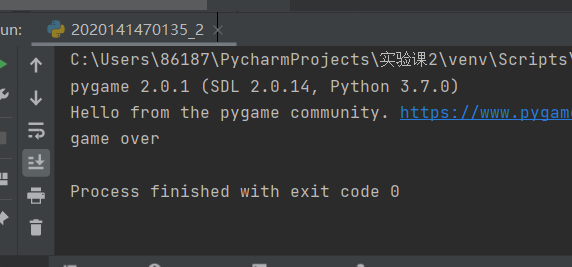 un:
2020141470135_2
C:\Users\86187\PycharmProjects\实验课2\venv\Scripts\
pygame 2.0.1 (SDL 2.0.14, Python 3.7.0)
Hello from the pygame community. https://www.pygam
game over
Process finished with exit code 0